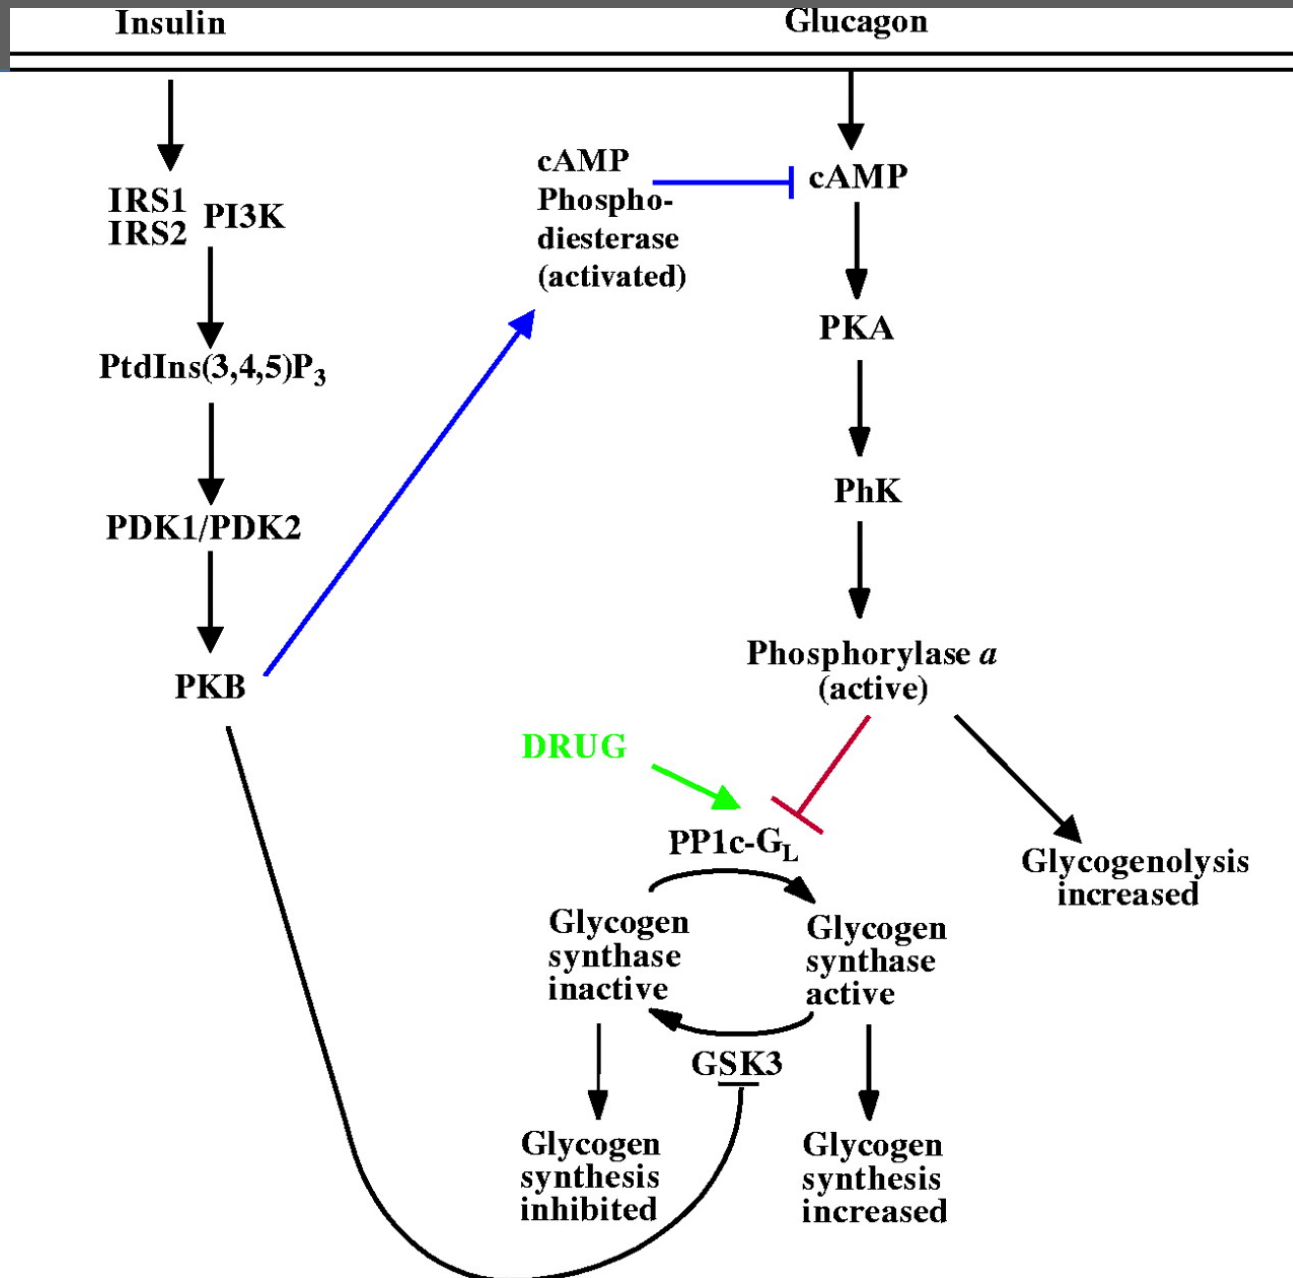 Insulin
Glucagon
IRS1
IRS2
PI3K
PtdIns(3,4,5)P3
PDK1/PDK2
PKB
cAMP
Phospho-
diesterase
(activated)
cAMP
PKA
PhK
Phosphorylase a
(active)
DRUG
PP1c-GL
Glycogenolysis
increased
Glycogen
synthase
inactive
Glycogen
synthase
active
GSK3
Glycogen
synthesis
inhibited
Glycogen
synthesis
increased